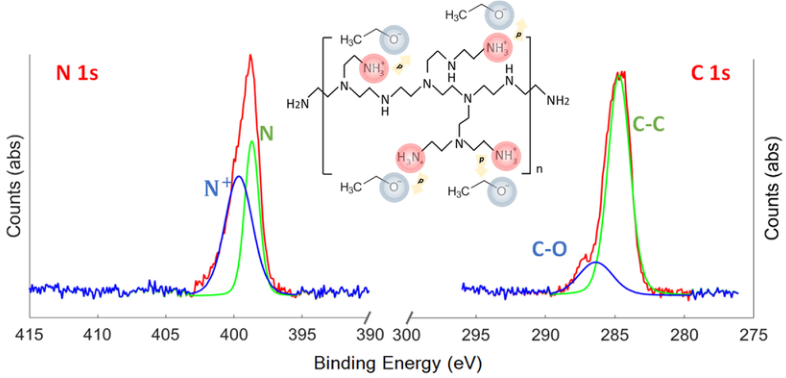 H₃C O⁻
H₃C O⁻
N 1s
C 1s
NH₃⁺
p
NH₃⁺
p
N
H
H
N
N
N
N
H₂N
N
H
N
NH₂
N
C-C
N⁺
H₃N⁺
N
NH₃⁺
n
p
p
H₃C O⁻
H₃C O⁻
C-O
Counts (abs)
Counts (abs)
415 410 405 400 395 390 300 295 290 285 280 275
Binding Energy (eV)